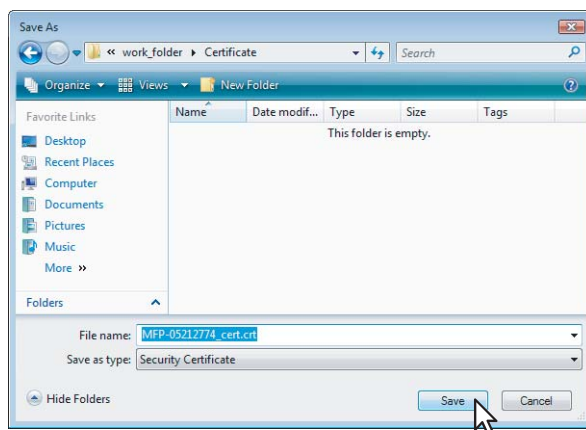 Save As
« work_folder ▸ Certificate
Search
Organize ▾ Views ▾ New Folder
Favorite Links
Desktop
Recent Places
Computer
Documents
Pictures
Music
More »
Folders
Name Date modif... Type Size Tags
This folder is empty.
File name: MFP-05212774_cert.crt
Save as type: Security Certificate
Hide Folders
Save Cancel